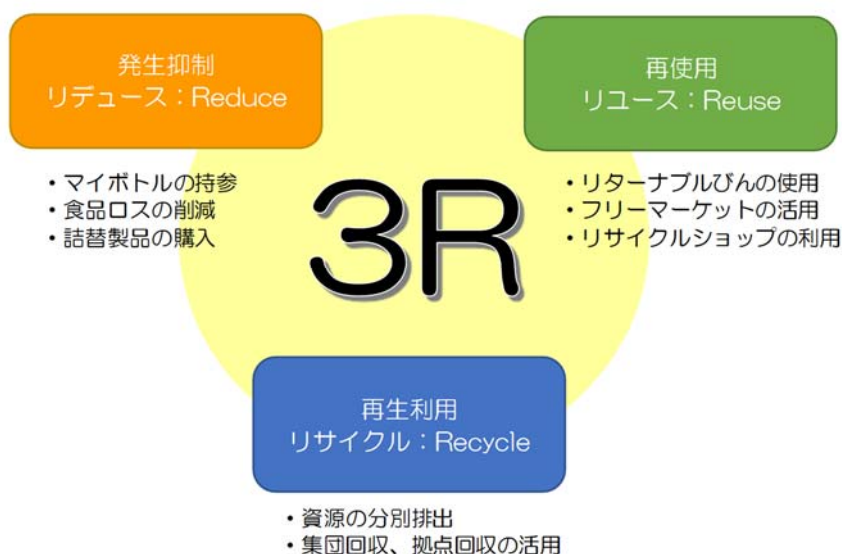 発生抑制
リデュース：Reduce
・マイボトルの持参
・食品ロスの削減
・詰替製品の購入
3R
再使用
リユース：Reuse
・リターナブルびんの使用
・フリーマーケットの活用
・リサイクルショップの利用
再生利用
リサイクル：Recycle
・資源の分別排出
・集団回収、拠点回収の活用